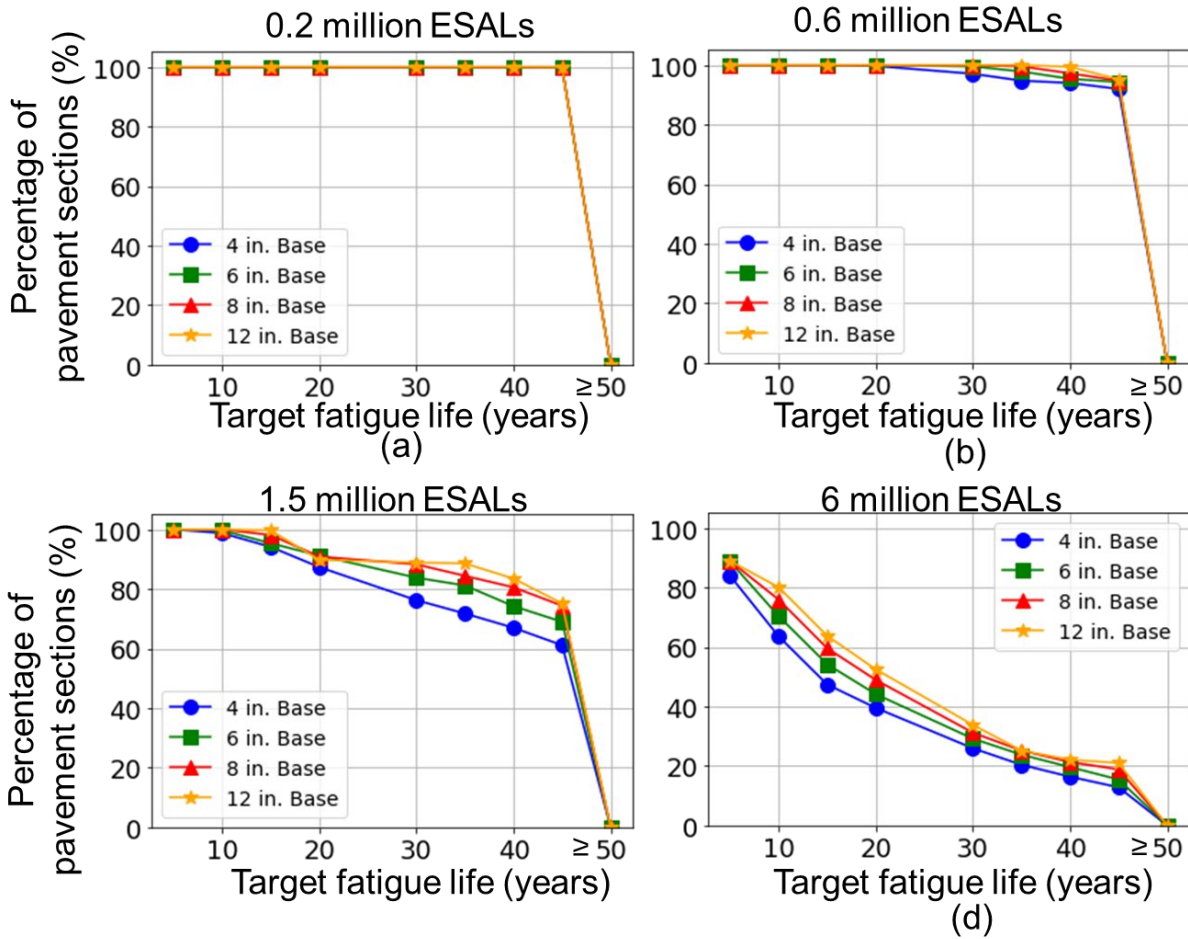 0.2 million ESALs
Percentage of
pavement sections (%)
100
80
60
40
20
0
4 in. Base
6 in. Base
8 in. Base
12 in. Base
10 20 30 40 ≥50
Target fatigue life (years)
(a)
0.6 million ESALs
100
80
60
40
20
0
4 in. Base
6 in. Base
8 in. Base
12 in. Base
10 20 30 40 ≥50
Target fatigue life (years)
(b)
1.5 million ESALs
Percentage of
pavement sections (%)
100
80
60
40
20
0
4 in. Base
6 in. Base
8 in. Base
12 in. Base
10 20 30 40 ≥50
Target fatigue life (years)
6 million ESALs
100
80
60
40
20
0
4 in. Base
6 in. Base
8 in. Base
12 in. Base
10 20 30 40 ≥50
Target fatigue life (years)
(d)